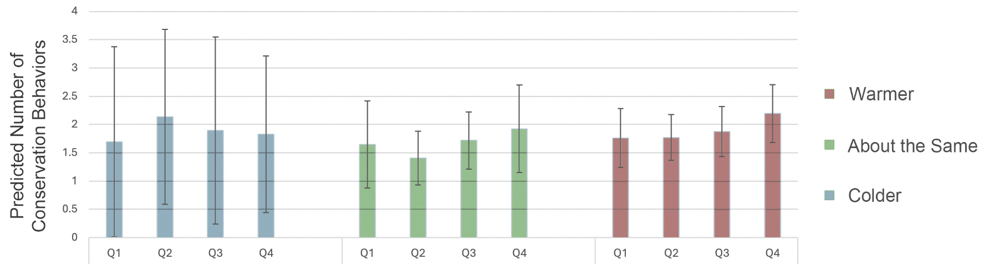 Predicted Number of
Conservation Behaviors
4
3.5
3
2.5
2
1.5
1
0.5
0
Q1 Q2 Q3 Q4 Q1 Q2 Q3 Q4 Q1 Q2 Q3 Q4
Warmer
About the Same
Colder